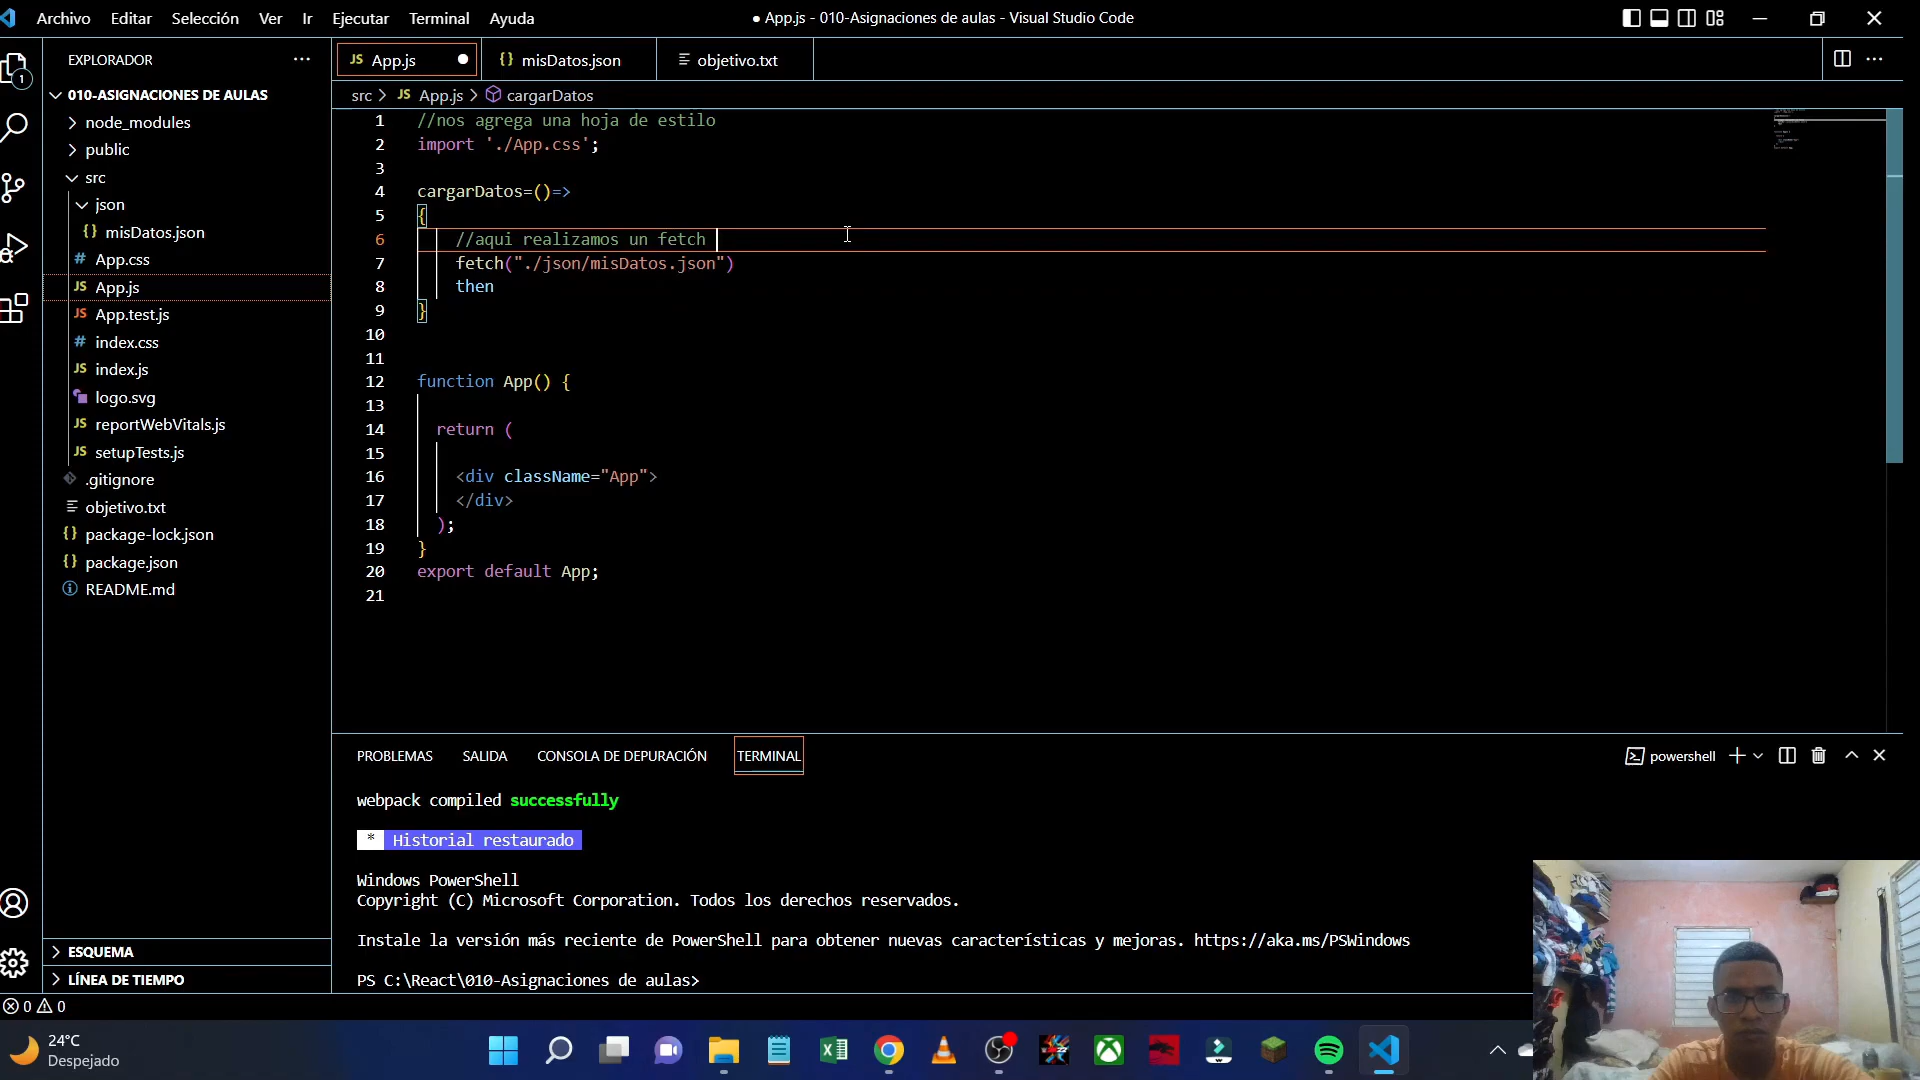 Archivo Editar Selección Ver Ir Ejecutar Terminal Ayuda
● App.js - 010-Asignaciones de aulas - Visual Studio Code
1
EXPLORADOR
010-ASIGNACIONES DE AULAS
node_modules
public
src
json
{} misDatos.json
# App.css
JS App.js
JS App.test.js
# index.css
JS index.js
logo.svg
JS reportWebVitals.js
JS setupTests.js
.gitignore
objetivo.txt
{} package-lock.json
{} package.json
README.md
ESQUEMA
LÍNEA DE TIEMPO
JS App.js ● {} misDatos.json objetivo.txt
src > JS App.js > cargarDatos
1 //nos agrega una hoja de estilo
2 import './App.css';
3
4 cargarDatos=()=>
5 {
6 //aqui realizamos un fetch
7 fetch("./json/misDatos.json")
8 then
9 }
10
11
12 function App() {
13
14 return (
15
16 <div className="App">
17 </div>
18 );
19 }
20 export default App;
21
PROBLEMAS SALIDA CONSOLA DE DEPURACIÓN TERMINAL
powershell
webpack compiled successfully
* Historial restaurado
Windows PowerShell
Copyright (C) Microsoft Corporation. Todos los derechos reservados.
Instale la versión más reciente de PowerShell para obtener nuevas características y mejoras. https://aka.ms/PSWindows
PS C:\React\010-Asignaciones de aulas>
0 0
24°C
Despejado